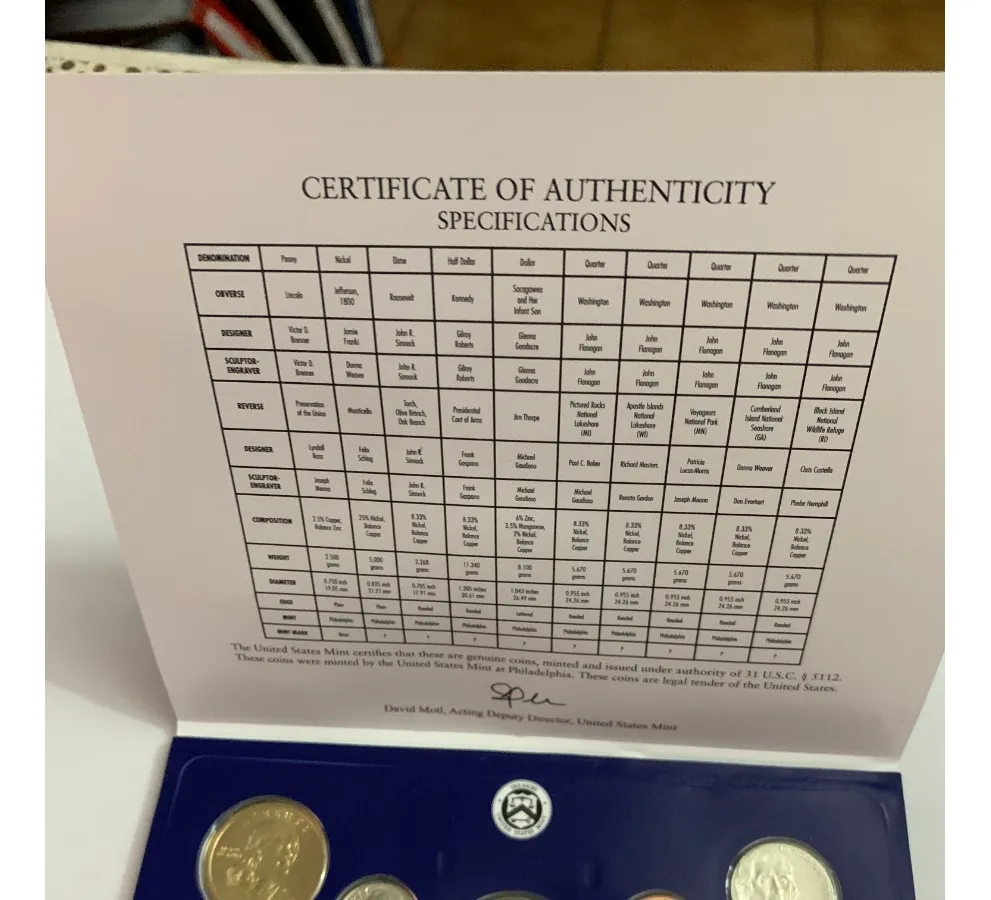 CERTIFICATE OF AUTHENTICITY
SPECIFICATIONS
DENOMINATION Penny Nickel Dime Half Dollar Dollar Quarter Quarter Quarter Quarter Quarter
OBVERSE Lincoln Jefferson, 1800 Roosevelt Kennedy Sacagawea and Her Infant Son Washington Washington Washington Washington Washington
DESIGNER Victor D. Brenner Jamie Franki John R. Sinnock Gilroy Roberts Glenna Goodacre John Flanagan John Flanagan John Flanagan John Flanagan John Flanagan
SCULPTOR-ENGRAVER Victor D. Brenner Donna Weaver John R. Sinnock Gilroy Roberts Glenna Goodacre John Flanagan John Flanagan John Flanagan John Flanagan John Flanagan
REVERSE Preservation of the Union Monticello Torch, Olive Branch, Oak Branch Presidential Coat of Arms Jim Thorpe Pictured Rocks National Lakeshore (MI) Apostle Islands National Lakeshore (WI) Voyageurs National Park (MN) Cumberland Island National Seashore (GA) Block Island National Wildlife Refuge (RI)
DESIGNER Lyndall Bass Felix Schlag John R. Sinnock Frank Gasparro Michael Gaudioso Paul C. Balan Richard Masters Patricia Lucas-Morris Donna Weaver Chris Costello
SCULPTOR-ENGRAVER Joseph Menna Felix Schlag John R. Sinnock Frank Gasparro Michael Gaudioso Michael Gaudioso Renata Gordon Joseph Menna Don Everhart Phebe Hemphill
COMPOSITION 2.5% Copper, Balance Zinc 25% Nickel, Balance Copper 8.33% Nickel, Balance Copper 8.33% Nickel, Balance Copper 6% Zinc, 3.5% Manganese, 2% Nickel, Balance Copper 8.33% Nickel, Balance Copper 8.33% Nickel, Balance Copper 8.33% Nickel, Balance Copper 8.33% Nickel, Balance Copper 8.33% Nickel, Balance Copper
WEIGHT 2.500 grams 5.000 grams 2.268 grams 11.340 grams 8.100 grams 5.670 grams 5.670 grams 5.670 grams 5.670 grams 5.670 grams
DIAMETER 0.750 inch 19.05 mm 0.835 inch 21.21 mm 0.705 inch 17.91 mm 1.205 inches 30.61 mm 1.043 inches 26.49 mm 0.955 inch 24.26 mm 0.955 inch 24.26 mm 0.955 inch 24.26 mm 0.955 inch 24.26 mm 0.955 inch 24.26 mm
EDGE Plain Plain Reeded Reeded Lettered Reeded Reeded Reeded Reeded Reeded
MINT Philadelphia Philadelphia Philadelphia Philadelphia Philadelphia Philadelphia Philadelphia Philadelphia Philadelphia Philadelphia
MINT MARK None P P P P P P P P P
The United States Mint certifies that these are genuine coins, minted and issued under authority of 31 U.S.C. § 5112.
These coins were minted by the United States Mint at Philadelphia. These coins are legal tender of the United States.
David Motl, Acting Deputy Director, United States Mint